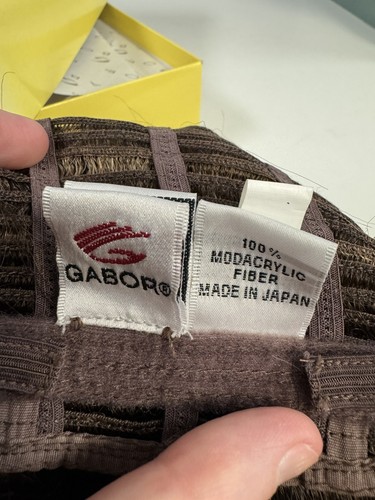 GABOR®
100%
MODACRYLIC
FIBER
MADE IN JAPAN